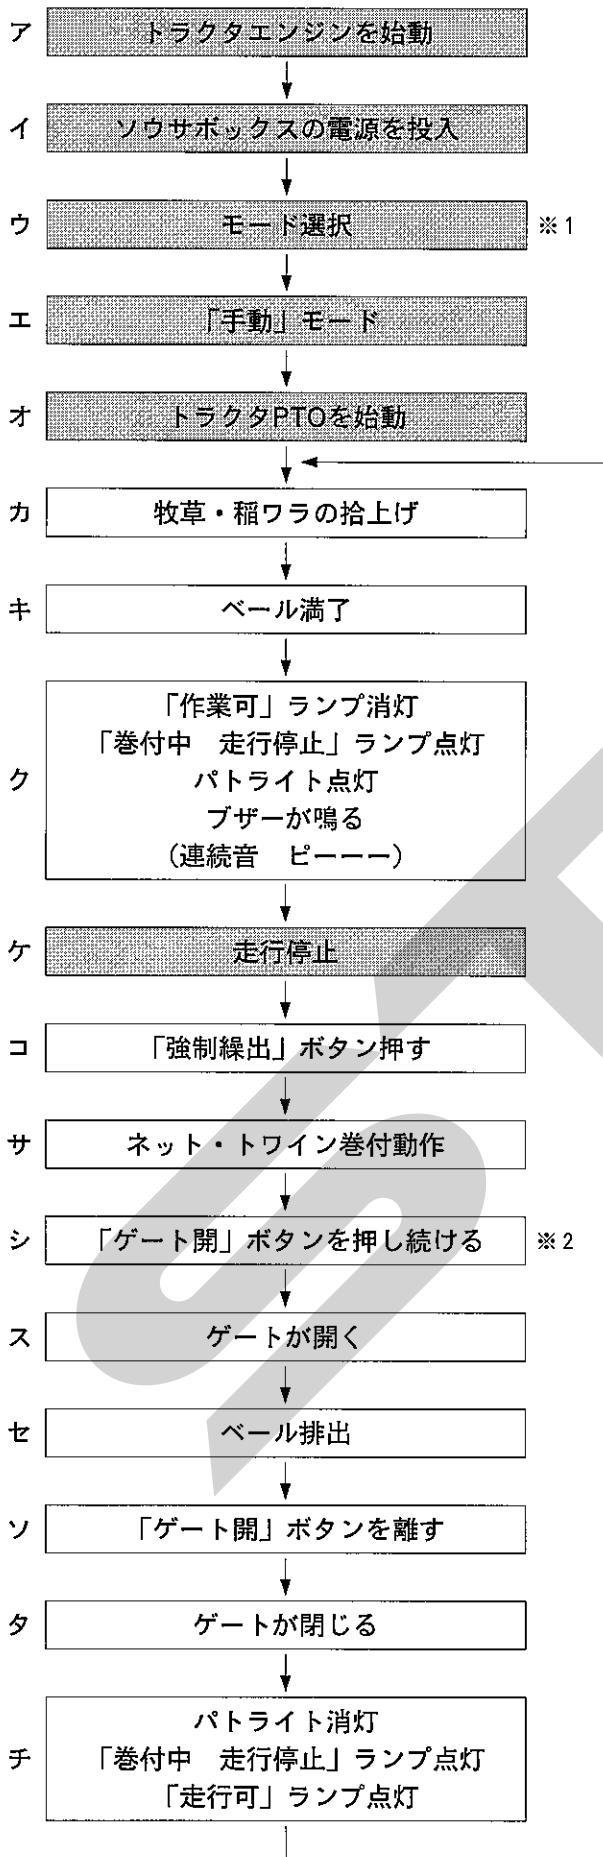 ア トラクタエンジンを始動
イ ソウサボックスの電源を投入
ウ モード選択 ※1
エ 「手動」モード
オ トラクタPTOを始動
カ 牧草・稲ワラの拾上げ
キ ベール満了
「作業可」ランプ消灯
「巻付中 走行停止」ランプ点灯
ク パトライト点灯
ブザーが鳴る
(連続音 ピーーー)
ケ 走行停止
コ 「強制繰出」ボタン押す
サ ネット・トワイン巻付動作
シ 「ゲート開」ボタンを押し続ける ※2
ス ゲートが開く
セ ベール排出
ソ 「ゲート開」ボタンを離す
タ ゲートが閉じる
パトライト消灯
チ 「巻付中 走行停止」ランプ点灯
「走行可」ランプ点灯